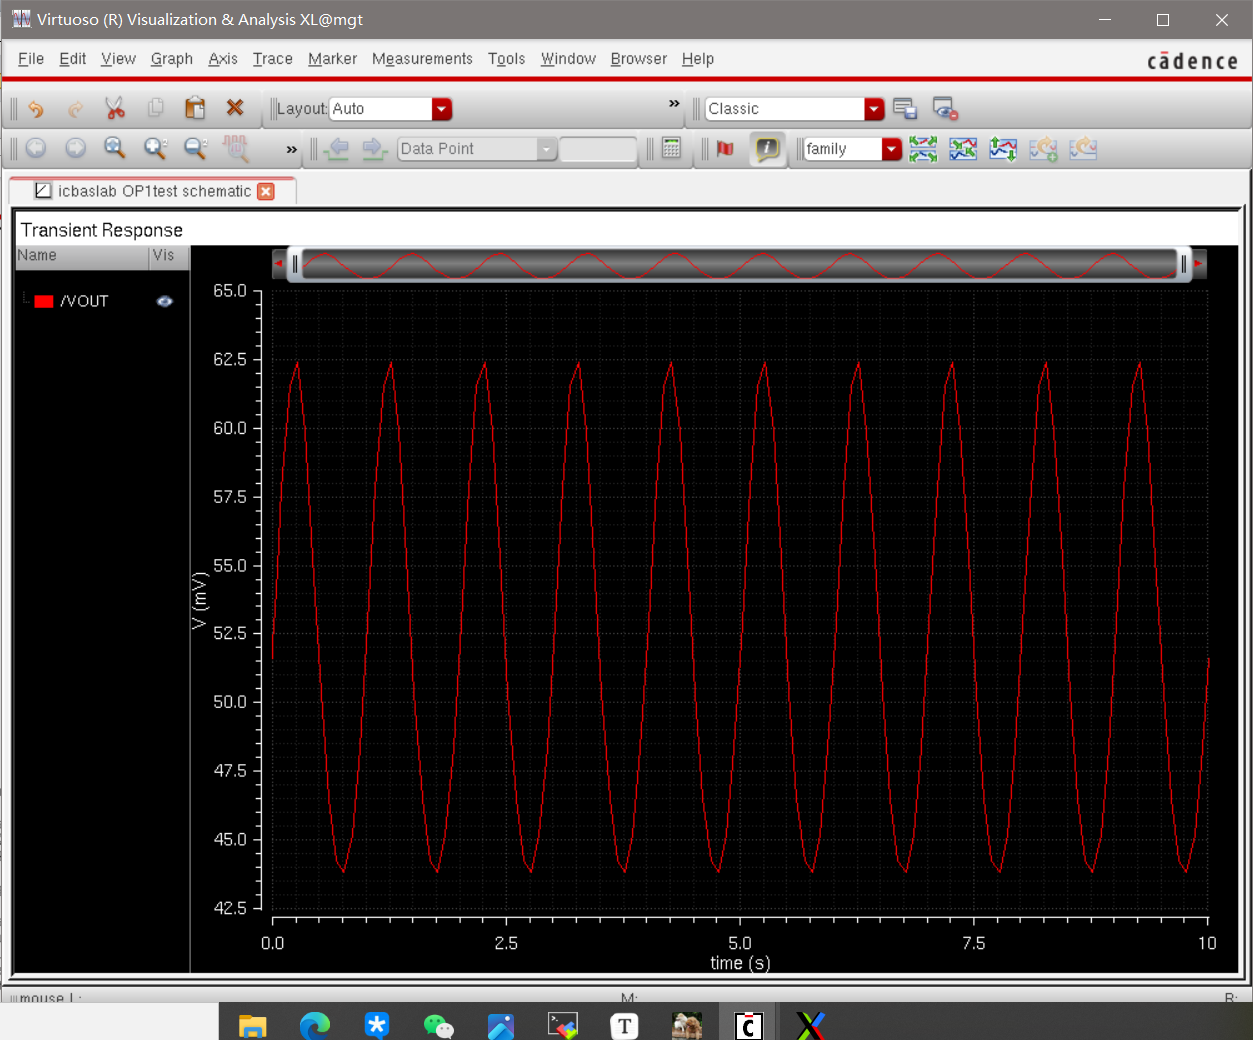 Virtuoso (R) Visualization & Analysis XL@mgt
File Edit View Graph Axis Trace Marker Measurements Tools Window Browser Help
cādence
Layout: Auto
»
Classic
»
Data Point
family
icbaslab OP1test schematic
Transient Response
Name Vis
/VOUT
65.0
62.5
60.0
57.5
55.0
52.5
50.0
47.5
45.0
42.5
V (mV)
0.0 2.5 5.0 7.5 10
time (s)
mouse L: M: R:
T
C
X